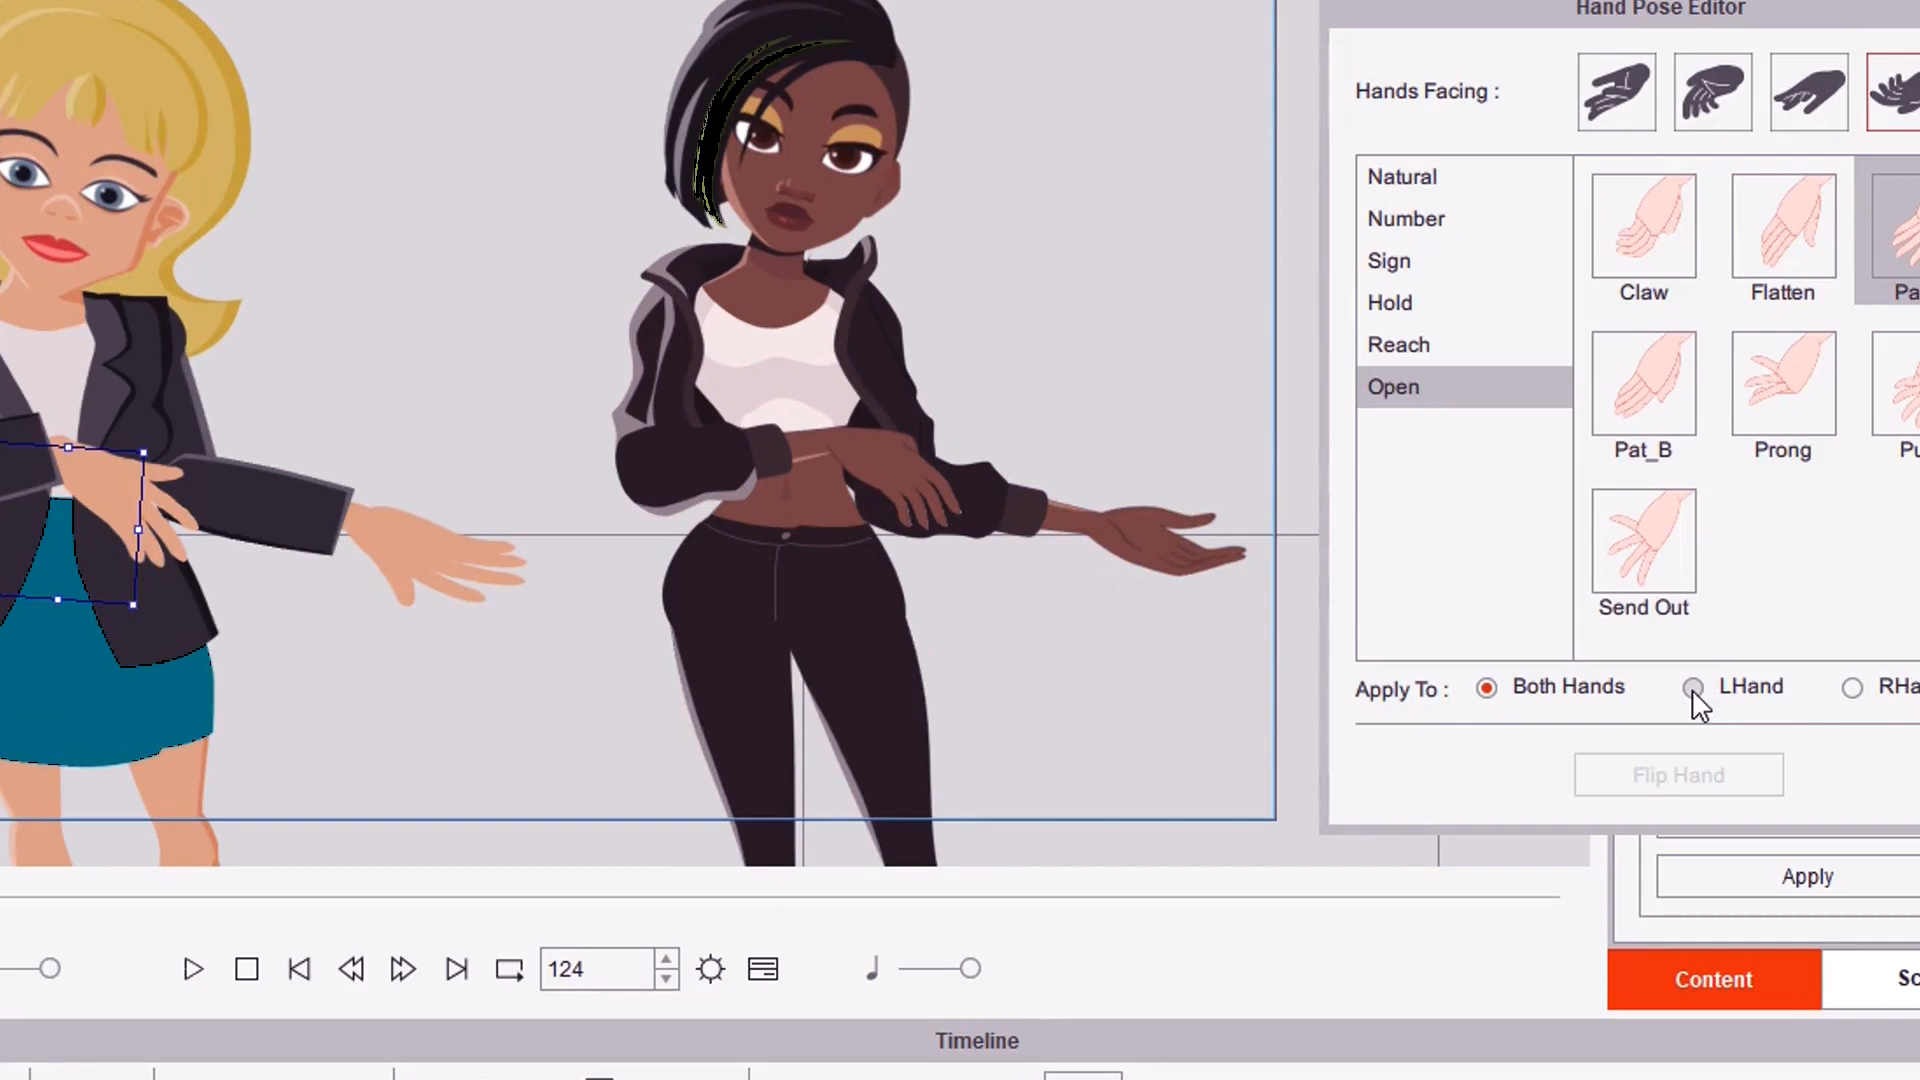 Hand Pose Editor
Hands Facing :
Natural
Number
Sign
Hold
Reach
Open
Claw
Flatten
Pat_B
Prong
Send Out
Apply To :
Both Hands
LHand
Flip Hand
Apply
124
Content
Timeline